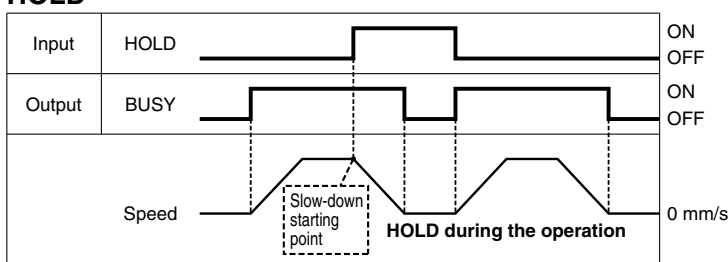 HOLD
Input HOLD ON
OFF
Output BUSY ON
OFF
Speed 0 mm/s
Slow-down
starting
point
HOLD during the operation